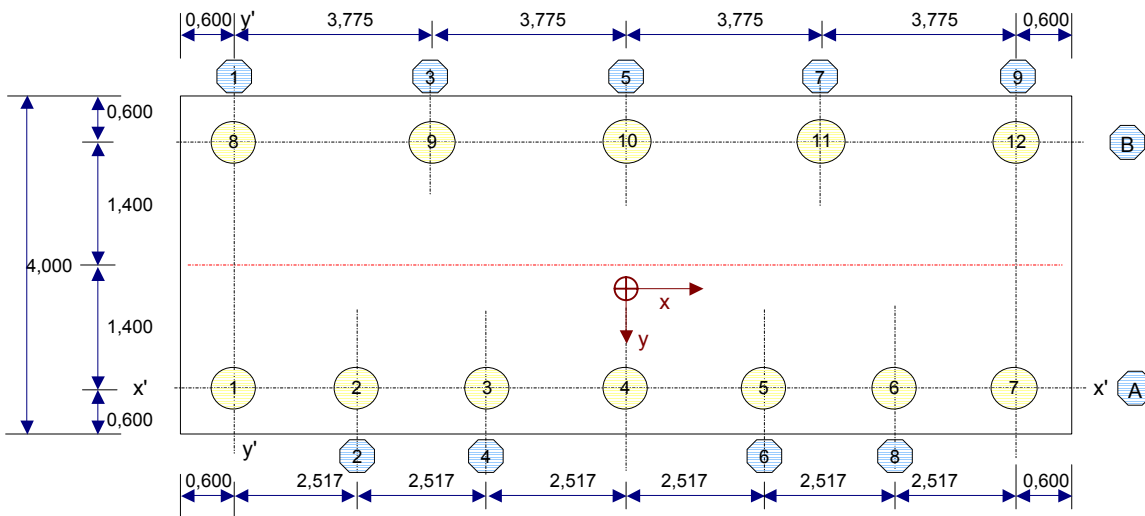 0,600 y' 3,775 3,775 3,775 3,775 0,600
1 3 5 7 9
0,600
8 9 10 11 12 B
1,400
4,000
x
y
1,400
x' 1 2 3 4 5 6 7 x' A
0,600
y' 2 4 6 8
0,600 2,517 2,517 2,517 2,517 2,517 2,517 0,600